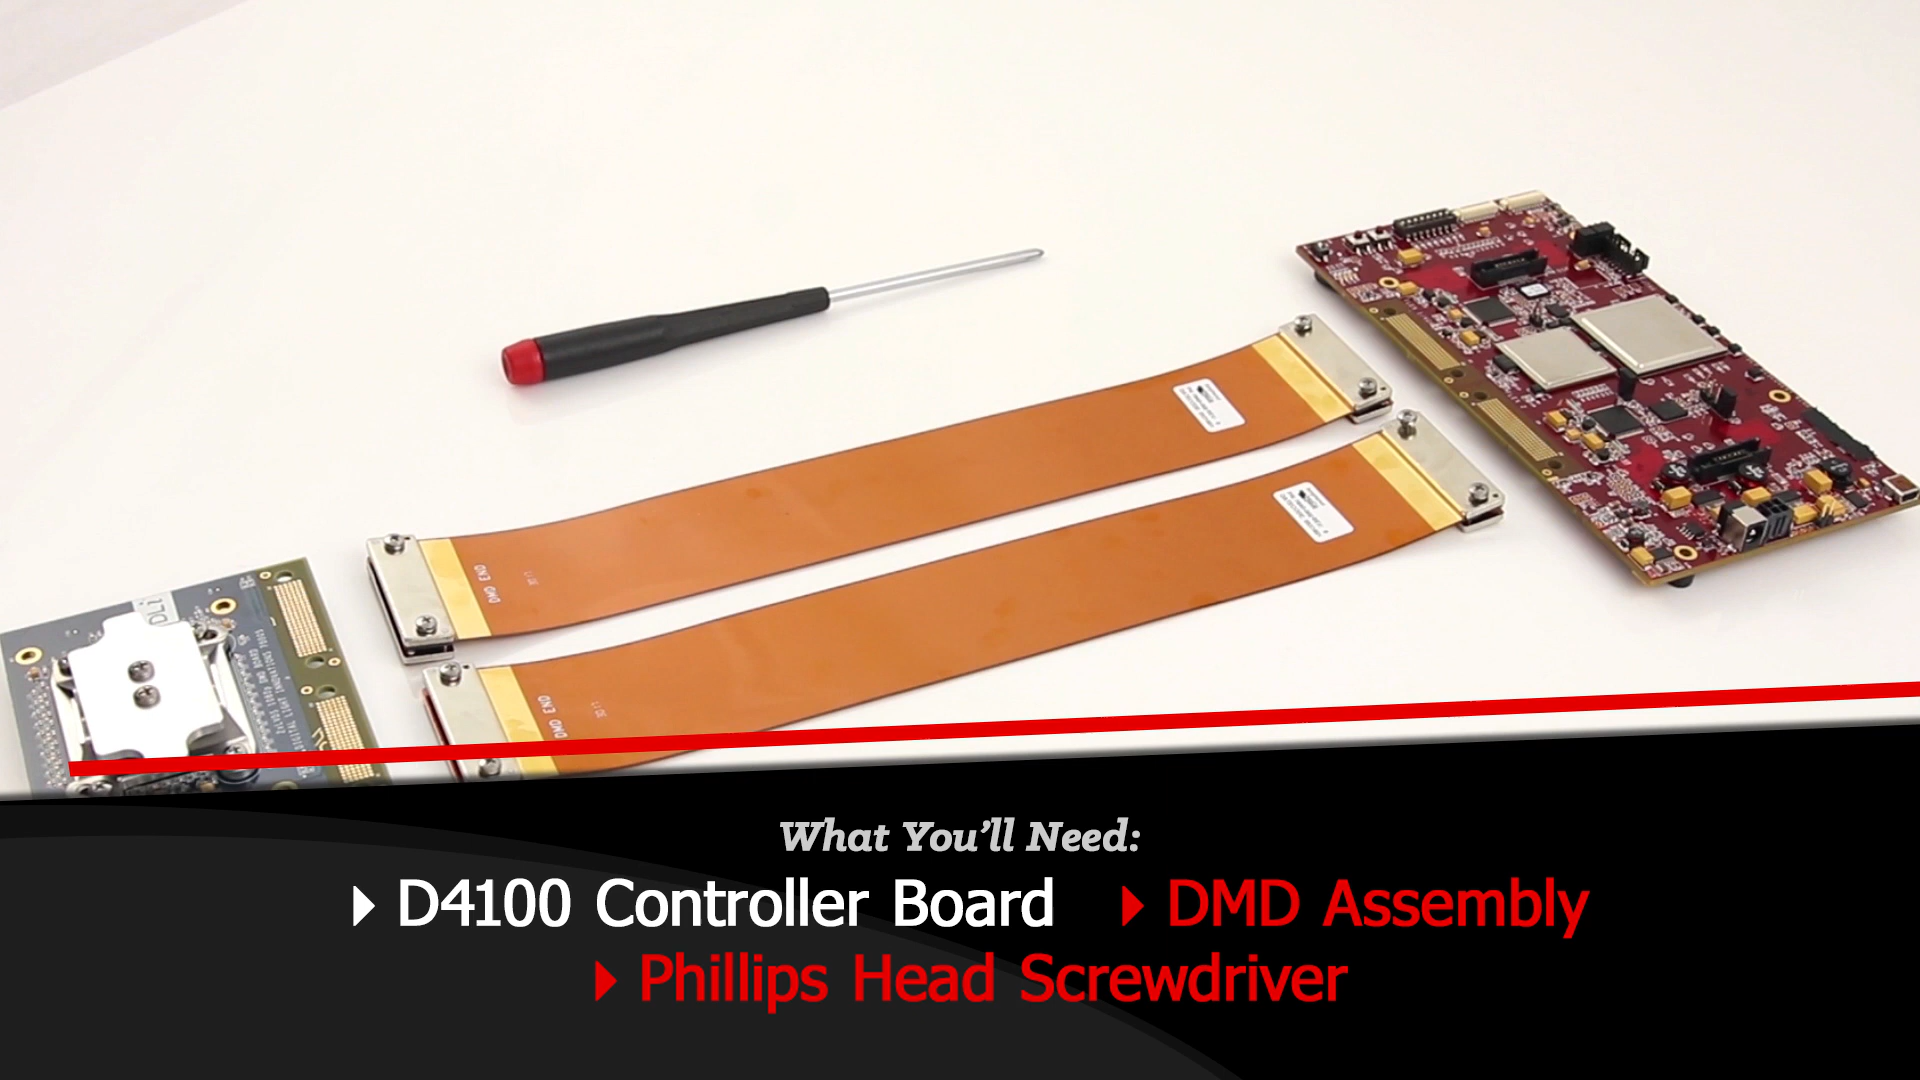 What You'll Need:
D4100 Controller Board
DMD Assembly
Phillips Head Screwdriver
DMD END
DMD END